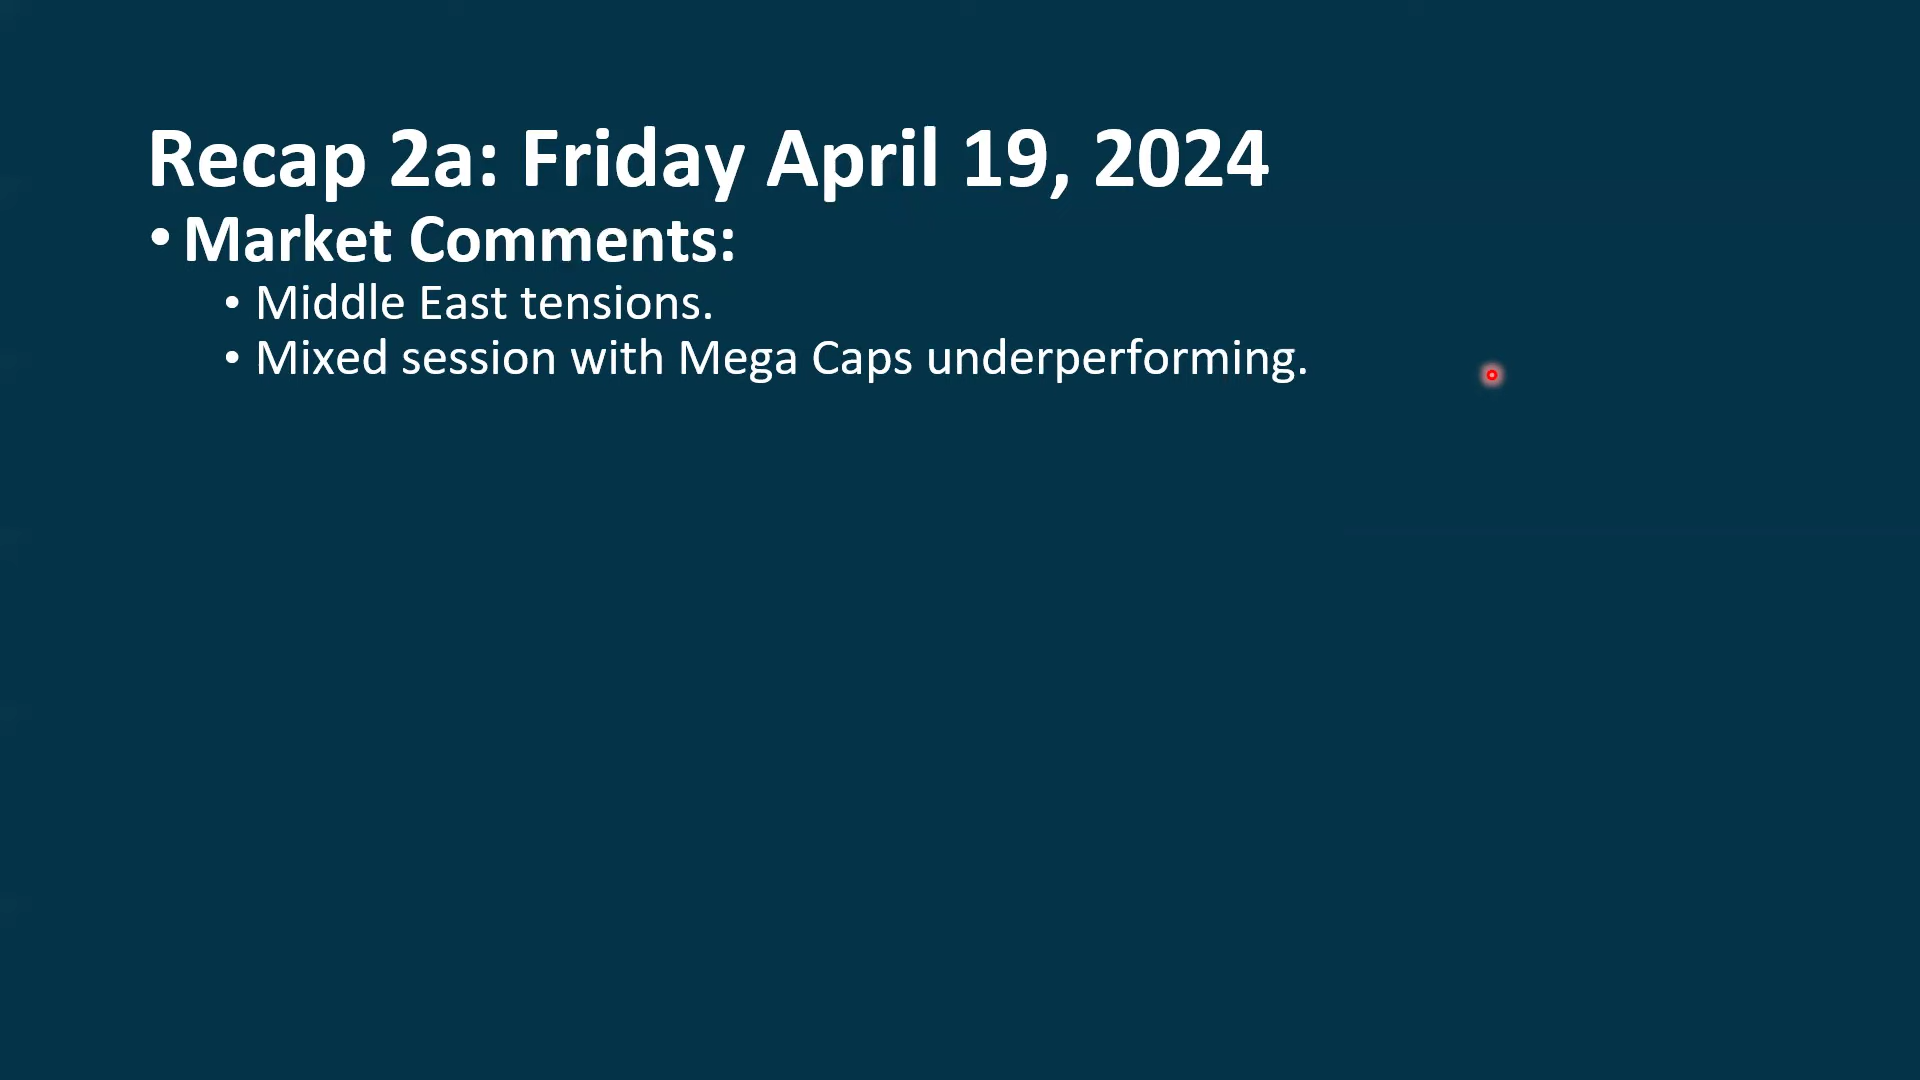 Recap 2a: Friday April 19, 2024
• Market Comments:
• Middle East tensions.
• Mixed session with Mega Caps underperforming.